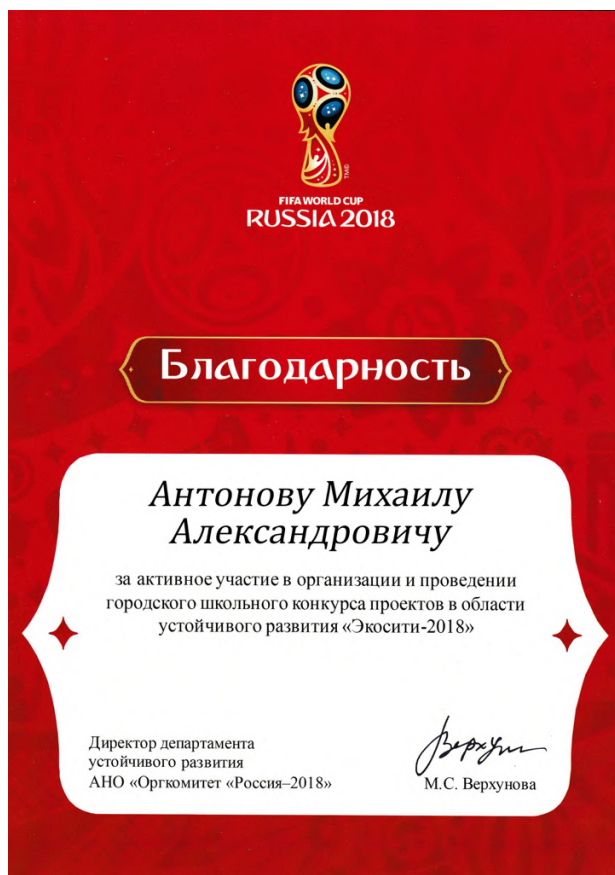 FIFA WORLD CUP
RUSSIA 2018
Благодарность
Антонову Михаилу
Александровичу
за активное участие в организации и проведении
городского школьного конкурса проектов в области
устойчивого развития «Экосити-2018»
Директор департамента
устойчивого развития
АНО «Оргкомитет «Россия–2018»
М.С. Верхунова